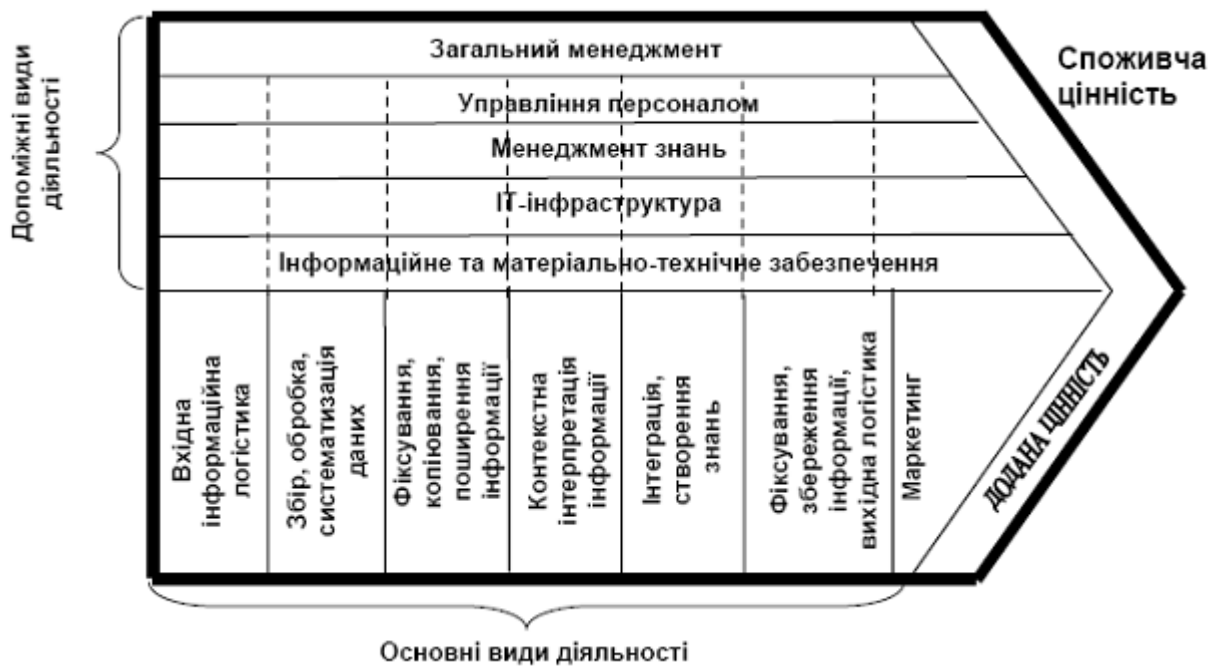 Допоміжні види
діяльності
Загальний менеджмент
Управління персоналом
Менеджмент знань
ІТ-інфраструктура
Інформаційне та матеріально-технічне забезпечення
Споживча
цінність
Вхідна
інформаційна
логістика
Збір, обробка,
систематизація
даних
Фіксування,
копіювання,
поширення
інформації
Контекстна
інтерпретація
інформації
Інтеграція,
створення
знань
Фіксування,
збереження
інформації,
вихідна логістика
Маркетинг
ДОДАНА ЦІННІСТЬ
Основні види діяльності